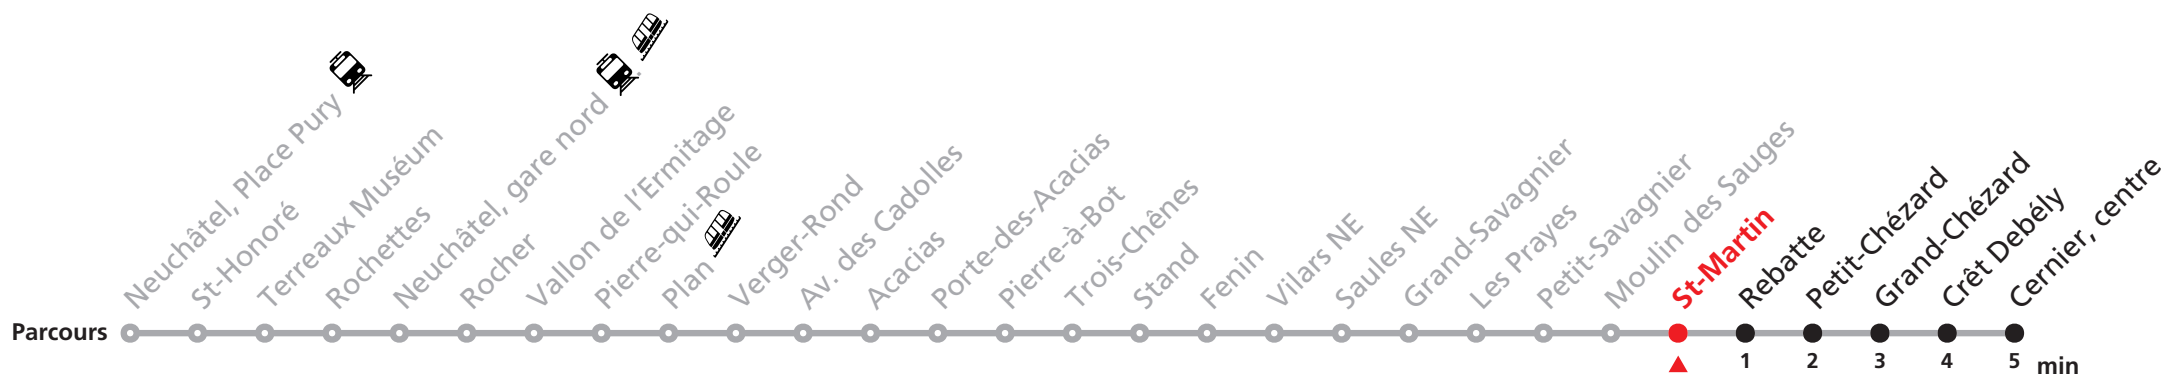 Neuchâtel, Place Pury
St-Honoré
Terreaux Muséum
Rochettes
Neuchâtel, gare nord
Rocher
Vallon de l'Ermitage
Pierre-qui-Roule
Plan
Verger-Rond
Av. des Cadolles
Acacias
Porte-des-Acacias
Pierre-à-Bot
Trois-Chênes
Stand
Fenin
Vilars NE
Saules NE
Grand-Savagnier
Les Prayes
Petit-Savagnier
Moulin des Sauges
St-Martin
Rebatte
Petit-Chézard
Grand-Chézard
Crêt Debély
Cernier, centre
Parcours
1 2 3 4 5 min